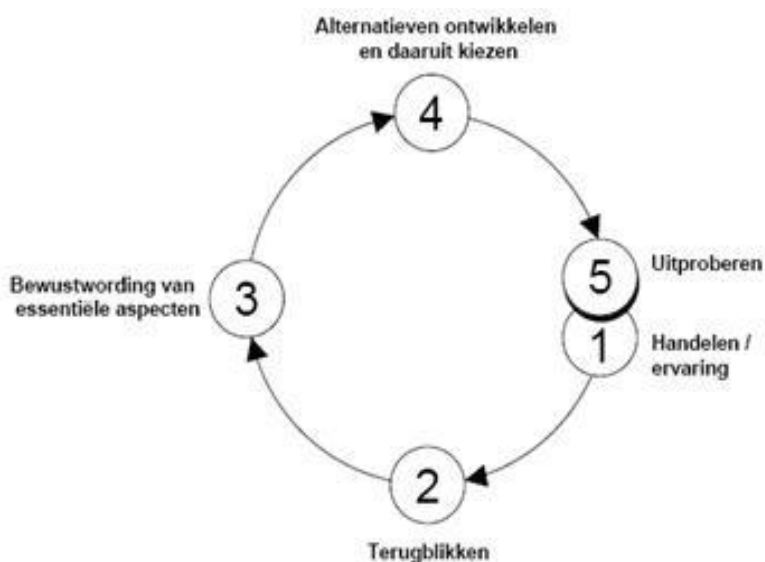 Alternatieven ontwikkelen
en daaruit kiezen
4
5
Uitproberen
Bewustwording van
essentiële aspecten
3
1
Handelen /
ervaring
2
Terugblikken